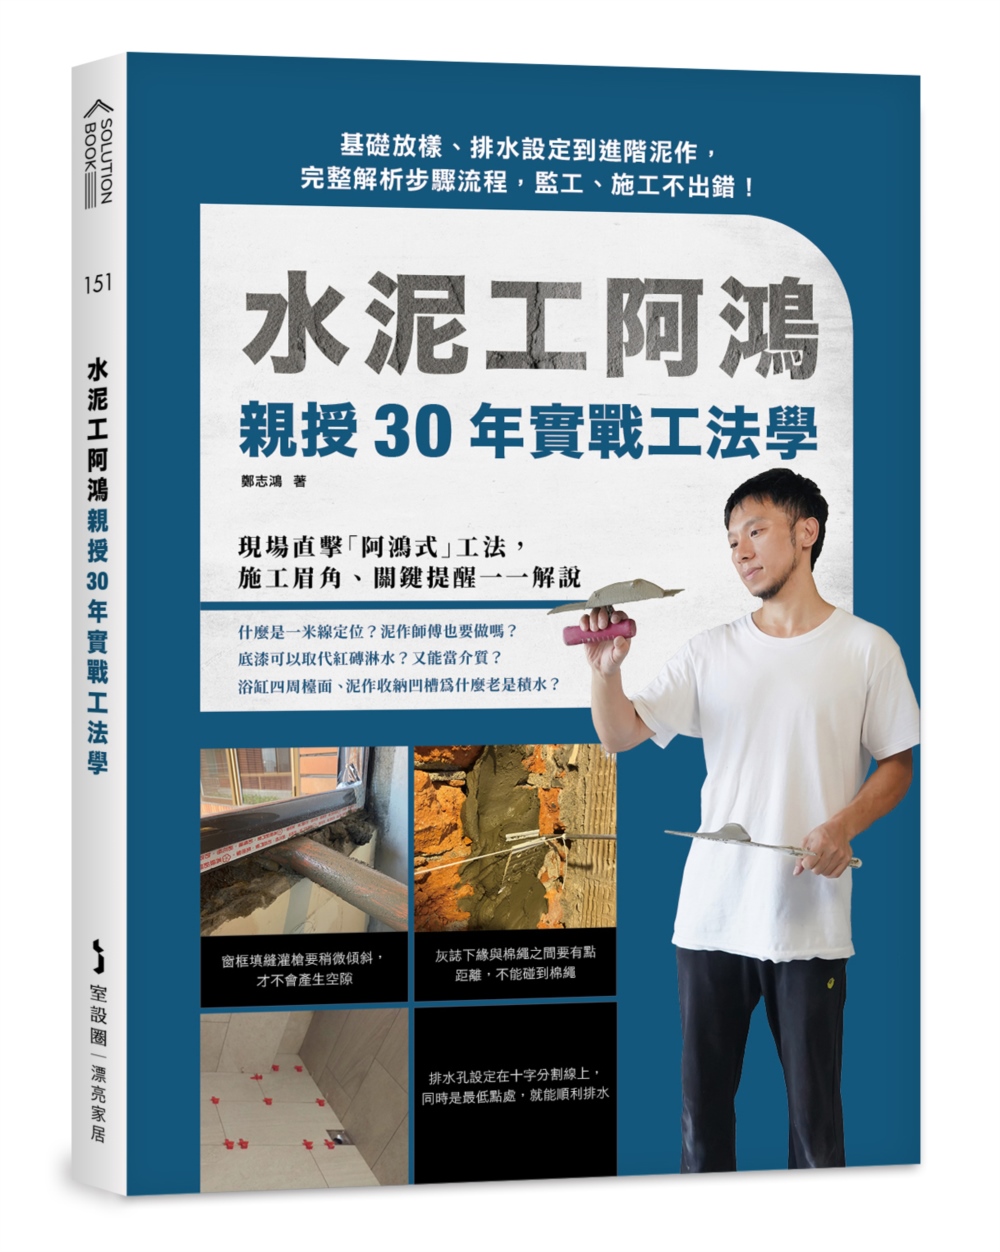 SOLUTION
BOOK
151
水泥工阿鴻親授30年實戰工法學
室設圈｜漂亮家居
基礎放樣、排水設定到進階泥作，
完整解析步驟流程，監工、施工不出錯！
水泥工阿鴻
親授30年實戰工法學
鄭志鴻 著
現場直擊「阿鴻式」工法，
施工眉角、關鍵提醒一一解說
什麼是一米線定位？泥作師傅也要做嗎？
底漆可以取代紅磚淋水？又能當介質？
浴缸四周檯面、泥作收納凹槽為什麼老是積水？
窗框填縫灌槍要稍微傾斜，
才不會產生空隙
灰誌下緣與棉繩之間要有點
距離，不能碰到棉繩
排水孔設定在十字分割線上，
同時是最低點處，就能順利排水